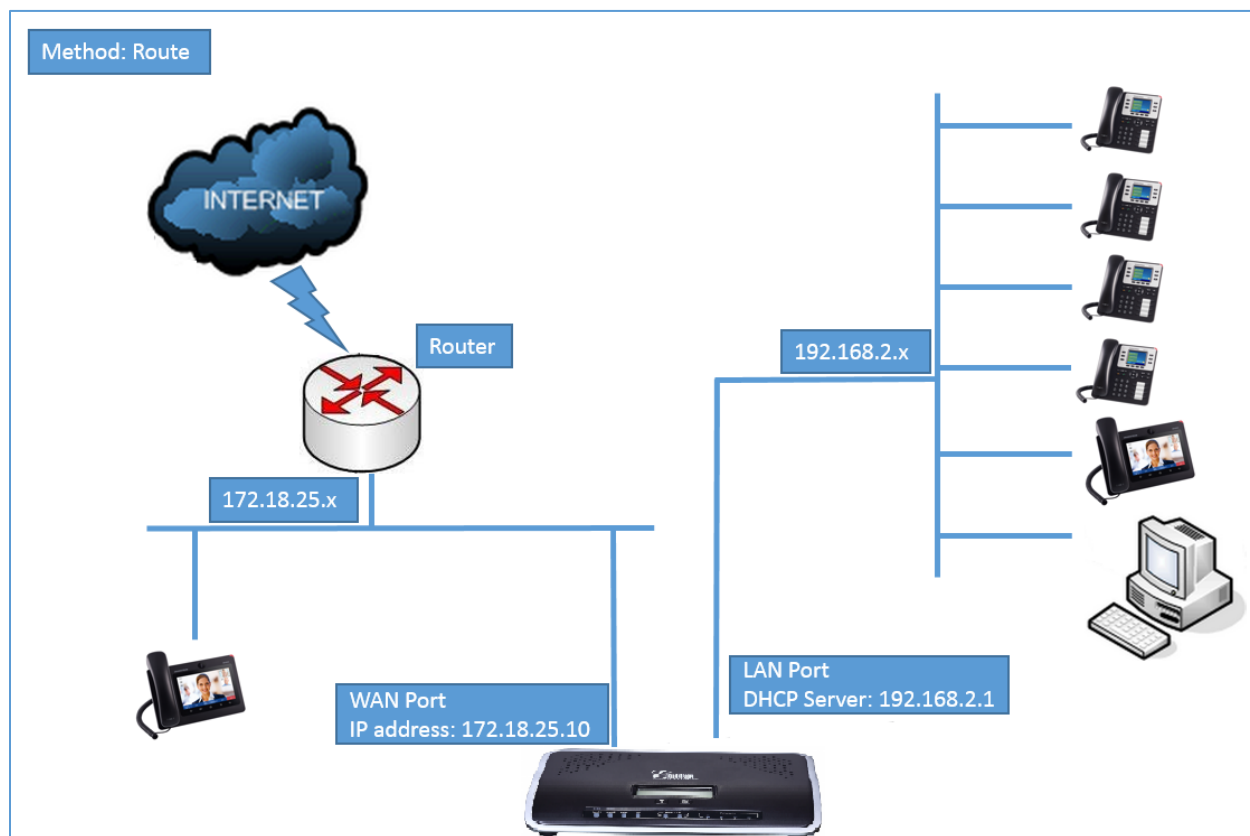 Method: Route
INTERNET
Router
192.168.2.x
172.18.25.x
LAN Port
DHCP Server: 192.168.2.1
WAN Port
IP address: 172.18.25.10